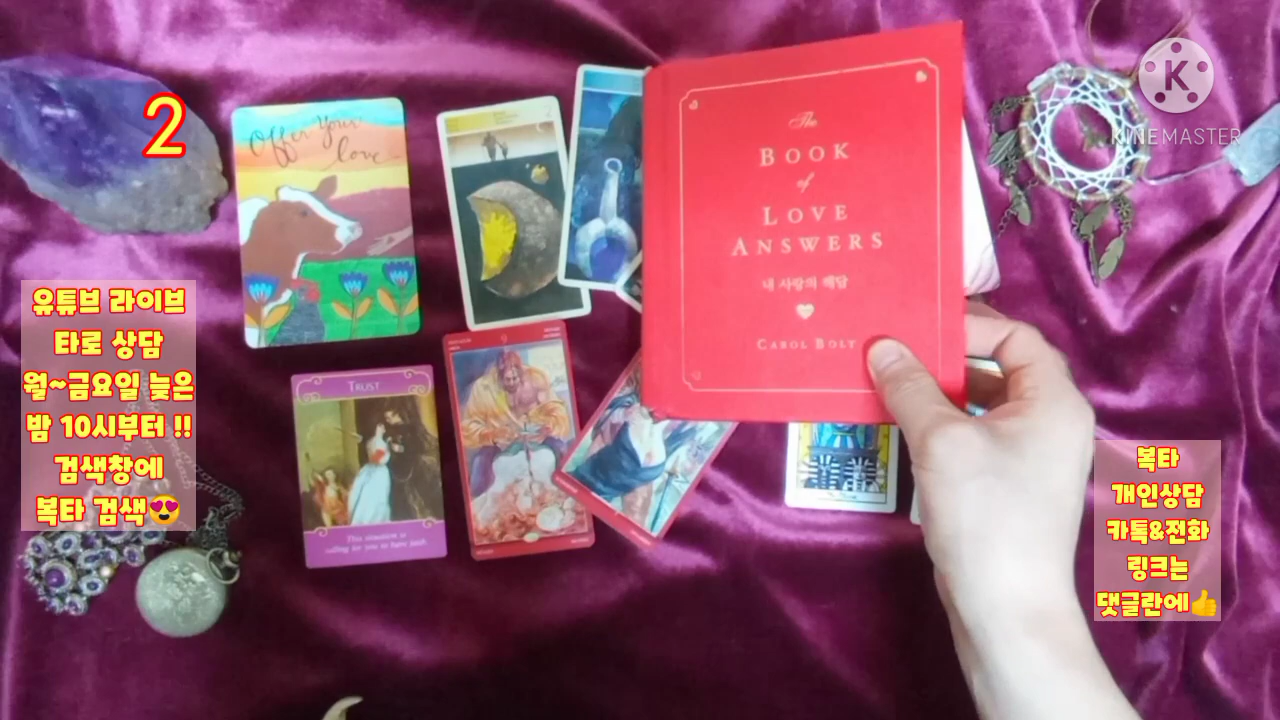 2
Offer Your
love
The
BOOK
of
LOVE
ANSWERS
내 사랑의 해답
CAROL BOLT
K
KINEMASTER
유튜브 라이브
타로 상담
월~금요일 늦은
밤 10시부터 !!
검색창에
복타 검색😍
TRUST
This situation is
calling for you to have faith
9
복타
개인상담
카톡&전화
링크는
댓글란에👍